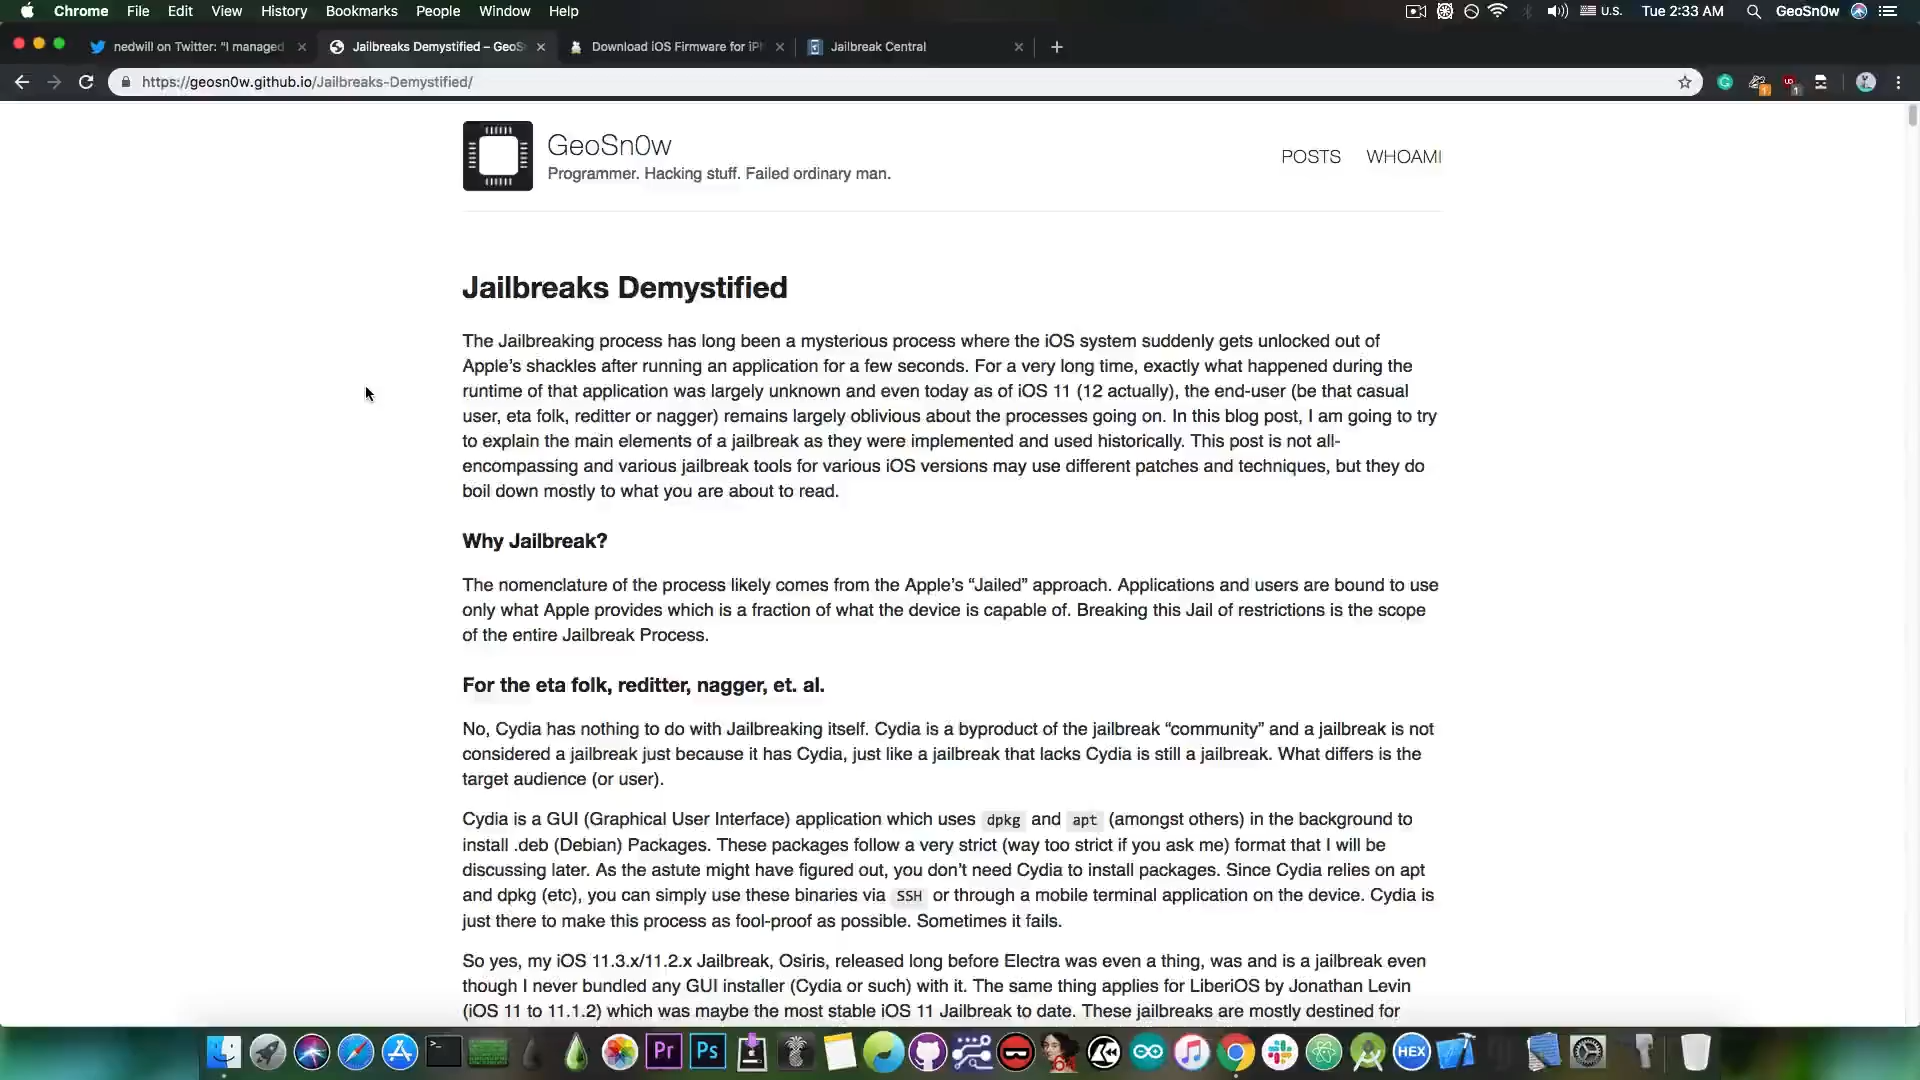 Chrome File Edit View History Bookmarks People Window Help U.S. Tue 2:33 AM GeoSn0w
nedwill on Twitter: "I managed Jailbreaks Demystified – GeoS Download iOS Firmware for iPh Jailbreak Central
https://geosn0w.github.io/Jailbreaks-Demystified/
GeoSn0w
Programmer. Hacking stuff. Failed ordinary man.
POSTS WHOAMI
Jailbreaks Demystified
The Jailbreaking process has long been a mysterious process where the iOS system suddenly gets unlocked out of
Apple's shackles after running an application for a few seconds. For a very long time, exactly what happened during the
runtime of that application was largely unknown and even today as of iOS 11 (12 actually), the end-user (be that casual
user, eta folk, reditter or nagger) remains largely oblivious about the processes going on. In this blog post, I am going to try
to explain the main elements of a jailbreak as they were implemented and used historically. This post is not all-
encompassing and various jailbreak tools for various iOS versions may use different patches and techniques, but they do
boil down mostly to what you are about to read.
Why Jailbreak?
The nomenclature of the process likely comes from the Apple's “Jailed” approach. Applications and users are bound to use
only what Apple provides which is a fraction of what the device is capable of. Breaking this Jail of restrictions is the scope
of the entire Jailbreak Process.
For the eta folk, reditter, nagger, et. al.
No, Cydia has nothing to do with Jailbreaking itself. Cydia is a byproduct of the jailbreak “community” and a jailbreak is not
considered a jailbreak just because it has Cydia, just like a jailbreak that lacks Cydia is still a jailbreak. What differs is the
target audience (or user).
Cydia is a GUI (Graphical User Interface) application which uses dpkg and apt (amongst others) in the background to
install .deb (Debian) Packages. These packages follow a very strict (way too strict if you ask me) format that I will be
discussing later. As the astute might have figured out, you don't need Cydia to install packages. Since Cydia relies on apt
and dpkg (etc), you can simply use these binaries via SSH or through a mobile terminal application on the device. Cydia is
just there to make this process as fool-proof as possible. Sometimes it fails.
So yes, my iOS 11.3.x/11.2.x Jailbreak, Osiris, released long before Electra was even a thing, was and is a jailbreak even
though I never bundled any GUI installer (Cydia or such) with it. The same thing applies for LiberiOS by Jonathan Levin
(iOS 11 to 11.1.2) which was maybe the most stable iOS 11 Jailbreak to date. These jailbreaks are mostly destined for
Pr Ps 64 HEX